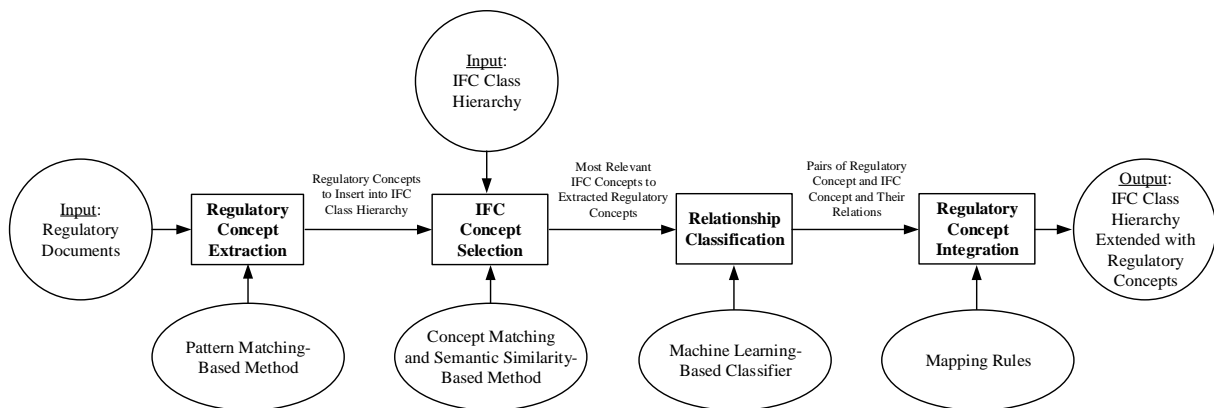 Input:
IFC Class
Hierarchy
Input:
Regulatory
Documents
Regulatory
Concept
Extraction
Regulatory Concepts
to Insert into IFC
Class Hierarchy
IFC
Concept
Selection
Most Relevant
IFC Concepts to
Extracted Regulatory
Concepts
Relationship
Classification
Pairs of Regulatory
Concept and IFC
Concept and Their
Relations
Regulatory
Concept
Integration
Output:
IFC Class
Hierarchy
Extended with
Regulatory
Concepts
Pattern Matching-
Based Method
Concept Matching
and Semantic Similarity-
Based Method
Machine Learning-
Based Classifier
Mapping Rules